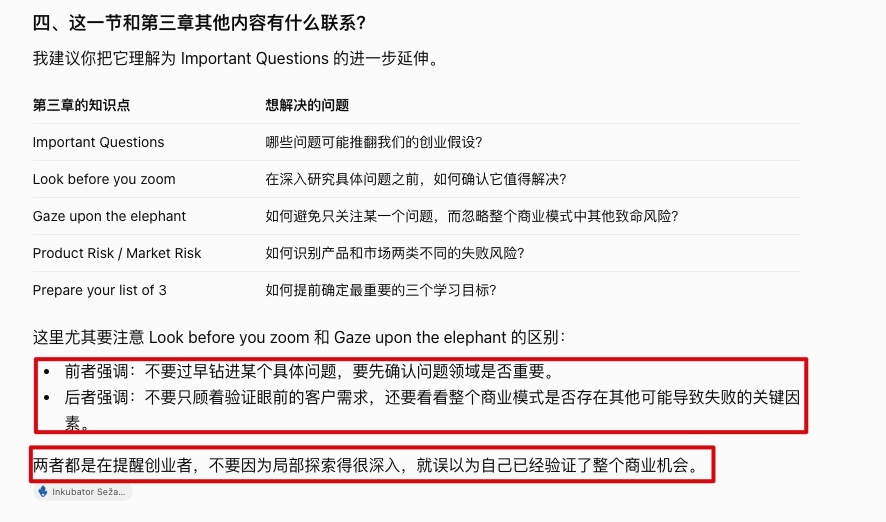 四、这一节和第三章其他内容有什么联系?
我建议你把它理解为 Important Questions 的进一步延伸。
第三章的知识点 想解决的问题
Important Questions 哪些问题可能推翻我们的创业假设?
Look before you zoom 在深入研究具体问题之前，如何确认它值得解决?
Gaze upon the elephant 如何避免只关注某一个问题，而忽略整个商业模式中其他致命风险?
Product Risk / Market Risk 如何识别产品和市场两类不同的失败风险?
Prepare your list of 3 如何提前确定最重要的三个学习目标?
这里尤其要注意 Look before you zoom 和 Gaze upon the elephant 的区别：
• 前者强调：不要过早钻进某个具体问题，要先确认问题领域是否重要。
• 后者强调：不要只顾着验证眼前的客户需求，还要看看整个商业模式是否存在其他可能导致失败的关键因
素。
两者都是在提醒创业者，不要因为局部探索得很深入，就误以为自己已经验证了整个商业机会。
Inkubator Seža...